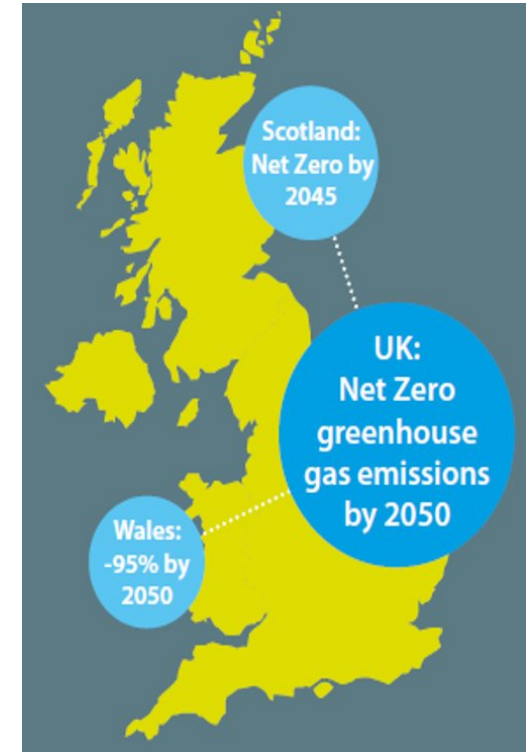 Scotland:
Net Zero by
2045
UK:
Net Zero
greenhouse
gas emissions
by 2050
Wales:
-95% by
2050